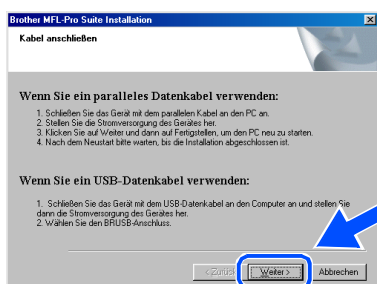 Brother MFL-Pro Suite Installation
Kabel anschließen
Wenn Sie ein paralleles Datenkabel verwenden:
1. Schließen Sie das Gerät mit dem parallelen Kabel an den PC an.
2. Stellen Sie die Stromversorgung des Gerätes her.
3. Klicken Sie auf Weiter und dann auf Fertigstellen, um den PC neu zu starten.
4. Nach dem Neustart bitte warten, bis die Installation abgeschlossen ist.
Wenn Sie ein USB-Datenkabel verwenden:
1. Schließen Sie das Gerät mit dem USB-Datenkabel an den Computer an und stellen Sie
dann die Stromversorgung des Gerätes her.
2. Wählen Sie den BRUSB-Anschluss.
< Zurück Weiter > Abbrechen